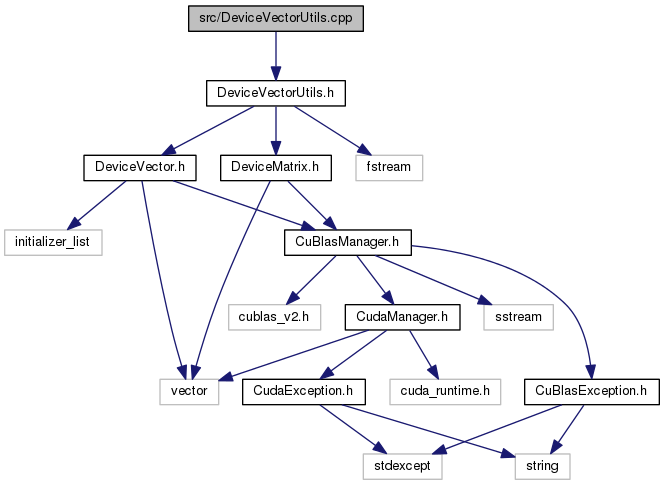 src/DeviceVectorUtils.cpp
DeviceVectorUtils.h
DeviceVector.h
DeviceMatrix.h
fstream
initializer_list
CuBlasManager.h
cublas_v2.h
CudaManager.h
sstream
vector
CudaException.h
cuda_runtime.h
CuBlasException.h
stdexcept
string